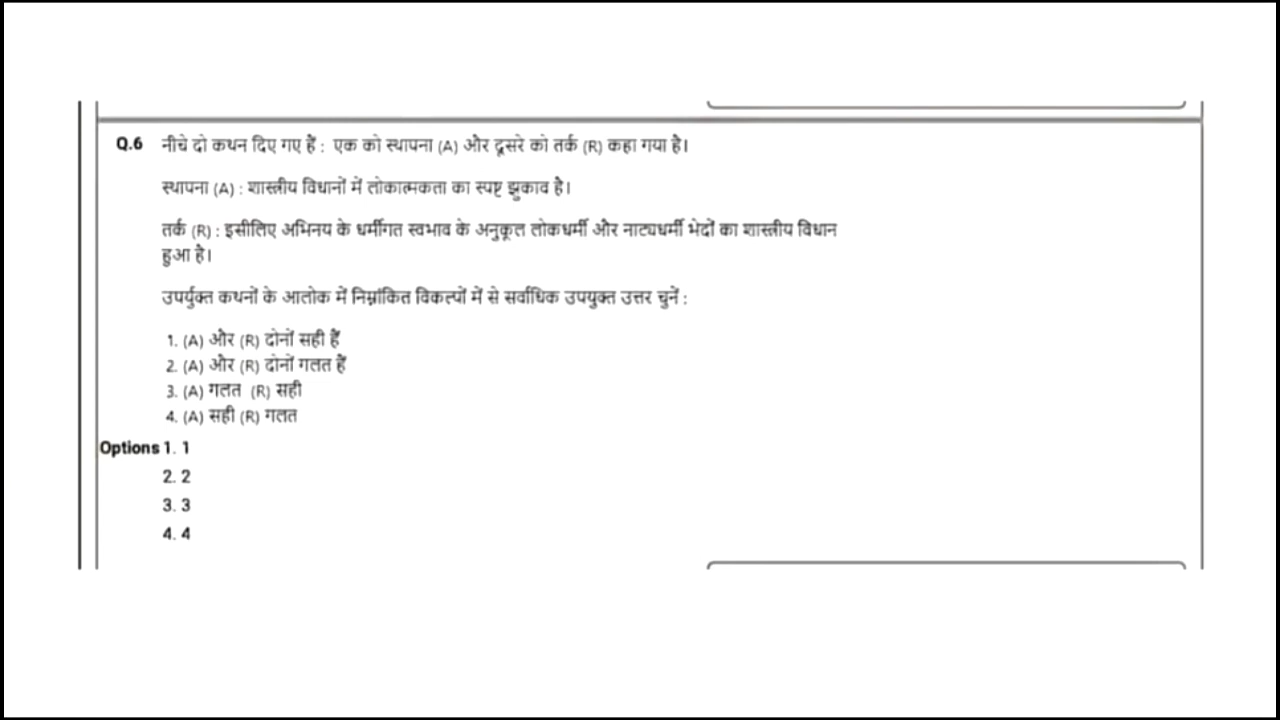 Q.6 नीचे दो कथन दिए गए हैं : एक को स्थापना (A) और दूसरे को तर्क (R) कहा गया है।
स्थापना (A) : शास्त्रीय विधानों में लोकात्मकता का स्पष्ट झुकाव है।
तर्क (R) : इसीलिए अभिनय के धर्मीगत स्वभाव के अनुकूल लोकधर्मी और नाट्यधर्मी भेदों का शास्त्रीय विधान
हुआ है।
उपर्युक्त कथनों के आलोक में निम्नांकित विकल्पों में से सर्वाधिक उपयुक्त उत्तर चुनें :
1. (A) और (R) दोनों सही हैं
2. (A) और (R) दोनों गलत हैं
3. (A) गलत (R) सही
4. (A) सही (R) गलत
Options 1. 1
2. 2
3. 3
4. 4